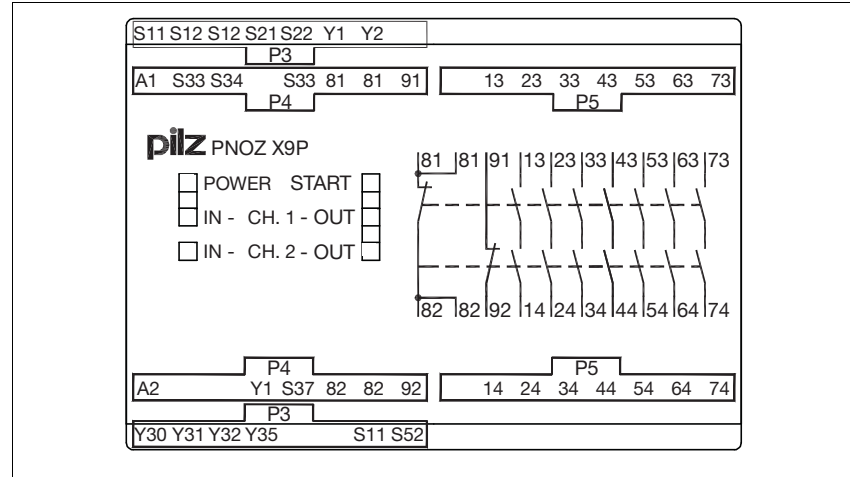 S11 S12 S12 S21 S22 Y1 Y2
P3
A1 S33 S34 S33 81 81 91 13 23 33 43 53 63 73
P4 P5
pilz PNOZ X9P
81 81 91 13 23 33 43 53 63 73
POWER START
IN - CH. 1 - OUT
IN - CH. 2 - OUT
82 82 92 14 24 34 44 54 64 74
P4 P5
A2 Y1 S37 82 82 92 14 24 34 44 54 64 74
P3
Y30 Y31 Y32 Y35 S11 S52